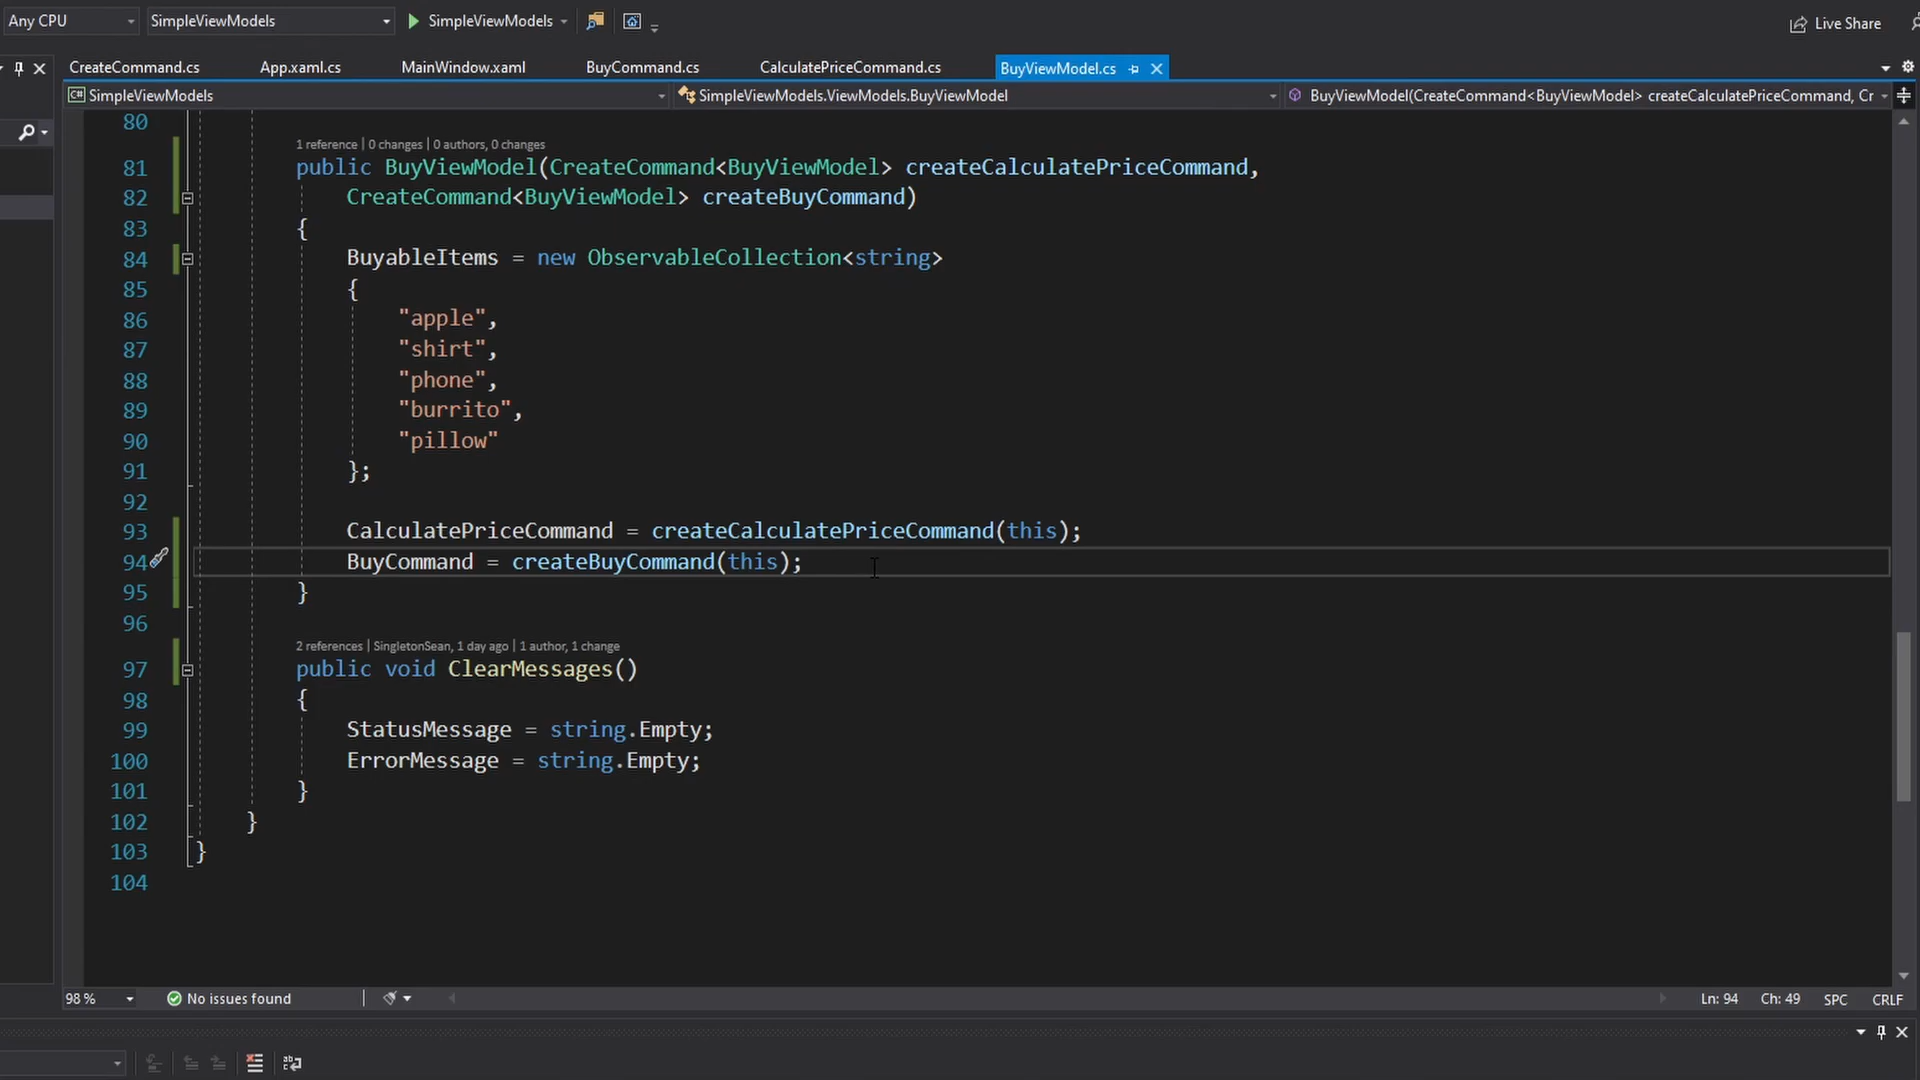 Any CPU SimpleViewModels SimpleViewModels Live Share
CreateCommand.cs App.xaml.cs MainWindow.xaml BuyCommand.cs CalculatePriceCommand.cs BuyViewModel.cs
C# SimpleViewModels SimpleViewModels.ViewModels.BuyViewModel BuyViewModel(CreateCommand<BuyViewModel> createCalculatePriceCommand, Cr
80
1 reference | 0 changes | 0 authors, 0 changes
81 public BuyViewModel(CreateCommand<BuyViewModel> createCalculatePriceCommand,
82 CreateCommand<BuyViewModel> createBuyCommand)
83 {
84 BuyableItems = new ObservableCollection<string>
85 {
86 "apple",
87 "shirt",
88 "phone",
89 "burrito",
90 "pillow"
91 };
92
93 CalculatePriceCommand = createCalculatePriceCommand(this);
94 BuyCommand = createBuyCommand(this);
95 }
96
2 references | SingletonSean, 1 day ago | 1 author, 1 change
97 public void ClearMessages()
98 {
99 StatusMessage = string.Empty;
100 ErrorMessage = string.Empty;
101 }
102 }
103 }
104
98 % No issues found Ln: 94 Ch: 49 SPC CRLF